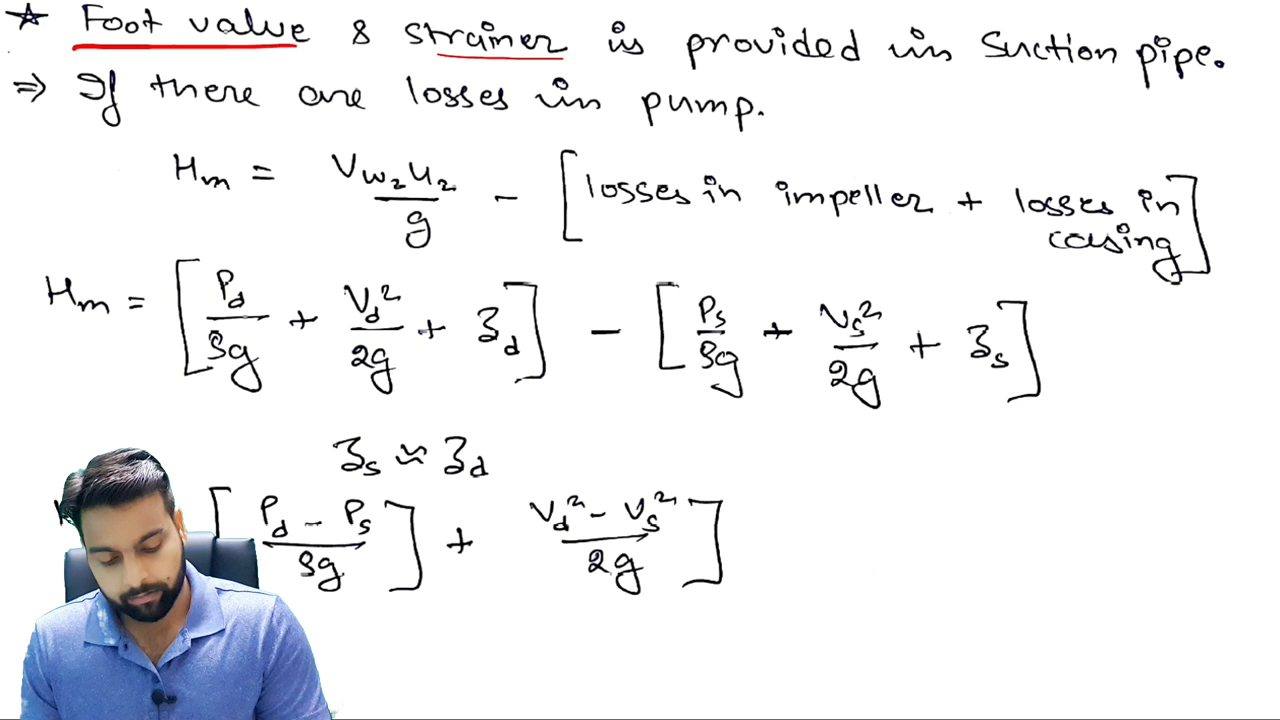 ☆ Foot value & strainer is provided in Suction pipe.
⇒ If there are losses in pump.
Hm = Vw₂u₂/g − [losses in impeller + losses in casing]
Hm = [Pd/ρg + Vd²/2g + Zd] − [Ps/ρg + Vs²/2g + Zs]
Zs ≈ Zd
[Pd − Ps/ρg] + Vd² − Vs²/2g]